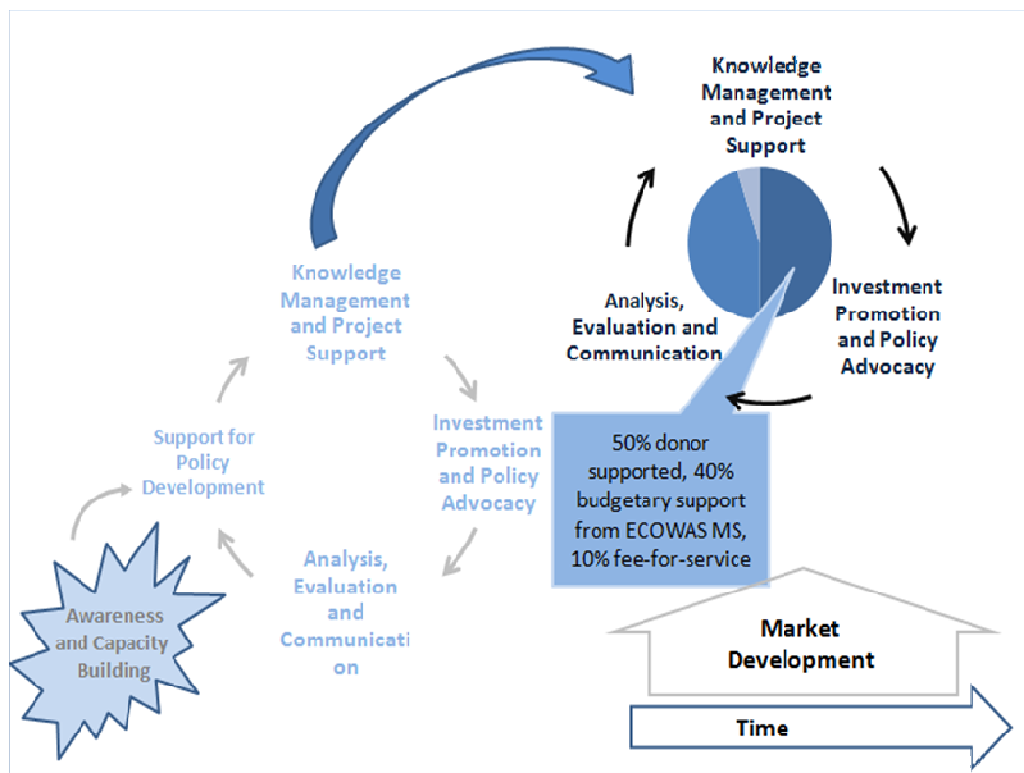 Knowledge
Management
and Project
Support
Investment
Promotion
and Policy
Advocacy
Analysis,
Evaluation and
Communication
Knowledge
Management
and Project
Support
Investment
Promotion
and Policy
Advocacy
Support for
Policy
Development
Analysis,
Evaluation
and
Communicati
on
Awareness
and Capacity
Building
50% donor
supported, 40%
budgetary support
from ECOWAS MS,
10% fee-for-service
Market
Development
Time